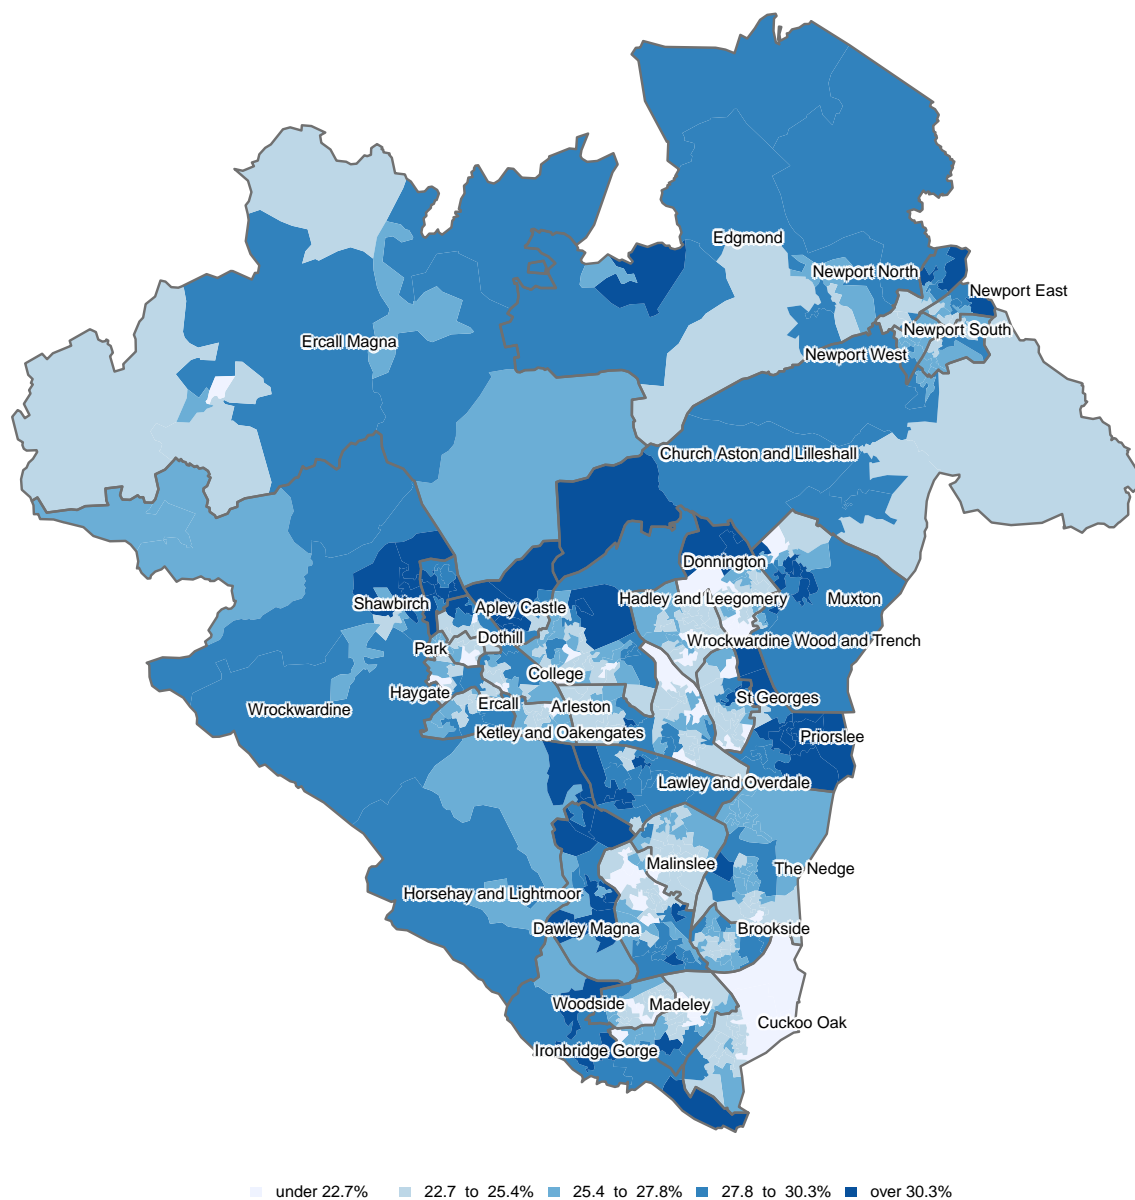 Edgmond
Newport North
Newport East
Newport South
Ercall Magna
Newport West
Church Aston and Lilleshall
Donnington
Hadley and Leegomery
Muxton
Shawbirch
Apley Castle
Dothill
Wrockwardine Wood and Trench
Park
College
Haygate
Ercall
Arleston
St Georges
Wrockwardine
Ketley and Oakengates
Priorslee
Lawley and Overdale
Malinslee
The Nedge
Horsehay and Lightmoor
Dawley Magna
Brookside
Woodside
Madeley
Cuckoo Oak
Ironbridge Gorge
under 22.7% 22.7 to 25.4% 25.4 to 27.8% 27.8 to 30.3% over 30.3%